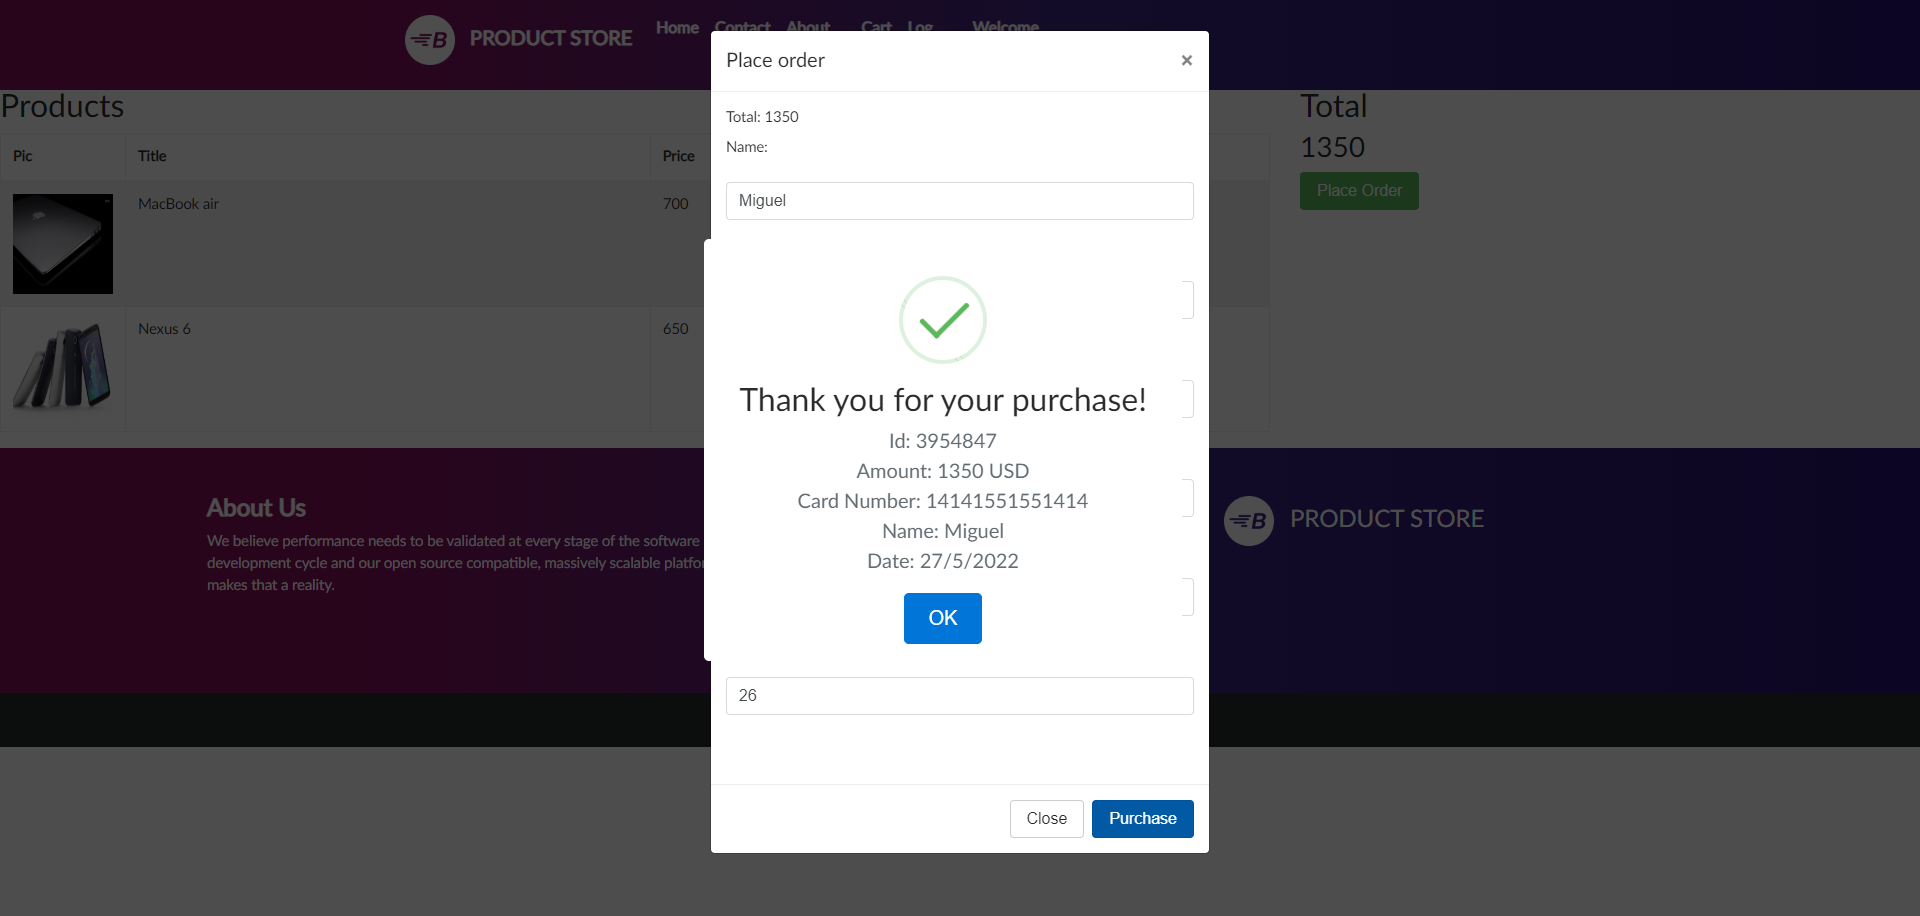 B PRODUCT STORE
Home Contact About Cart Log Welcome
Place order ×
Total: 1350
Name:
Miguel
Products
Pic Title Price
MacBook air 700
Nexus 6 650
Total
1350
Place Order
Thank you for your purchase!
Id: 3954847
Amount: 1350 USD
Card Number: 14141551551414
Name: Miguel
Date: 27/5/2022
OK
26
Close Purchase
About Us
We believe performance needs to be validated at every stage of the software
development cycle and our open source compatible, massively scalable
makes that a reality.
B PRODUCT STORE